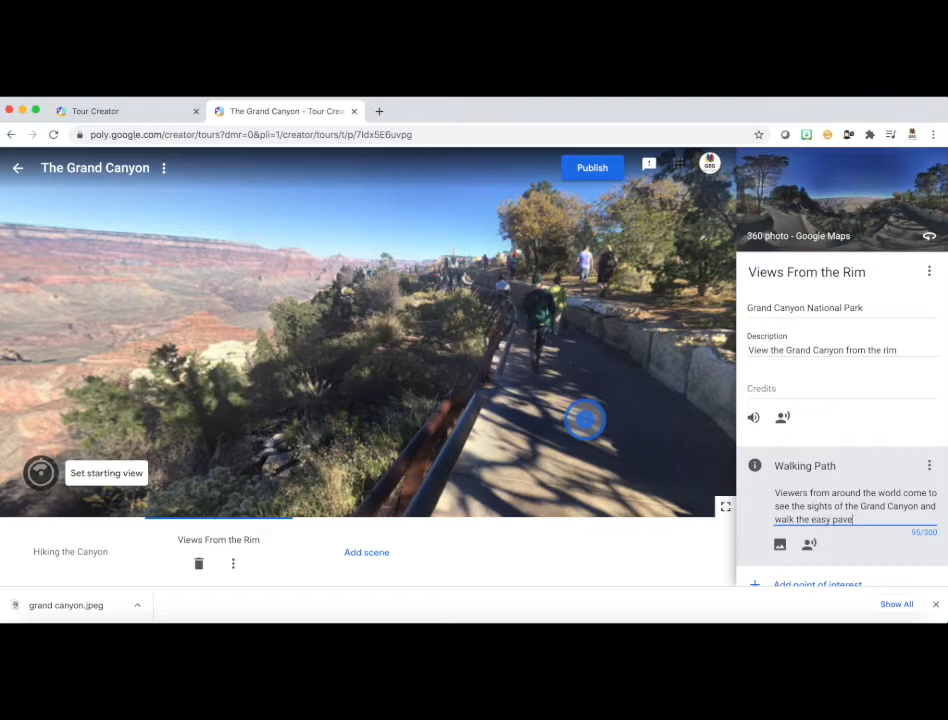 Tour Creator
The Grand Canyon - Tour Crea
poly.google.com/creator/tours?dmr=0&pli=1/creator/tours/t/p/7Idx5E6uvpg
The Grand Canyon
Publish
GEG
360 photo - Google Maps
Views From the Rim
Grand Canyon National Park
Description
View the Grand Canyon from the rim
Credits
Walking Path
Viewers from around the world come to
see the sights of the Grand Canyon and
walk the easy pave
95/300
Add point of interest
Set starting view
Hiking the Canyon
Views From the Rim
Add scene
grand canyon.jpeg
Show All